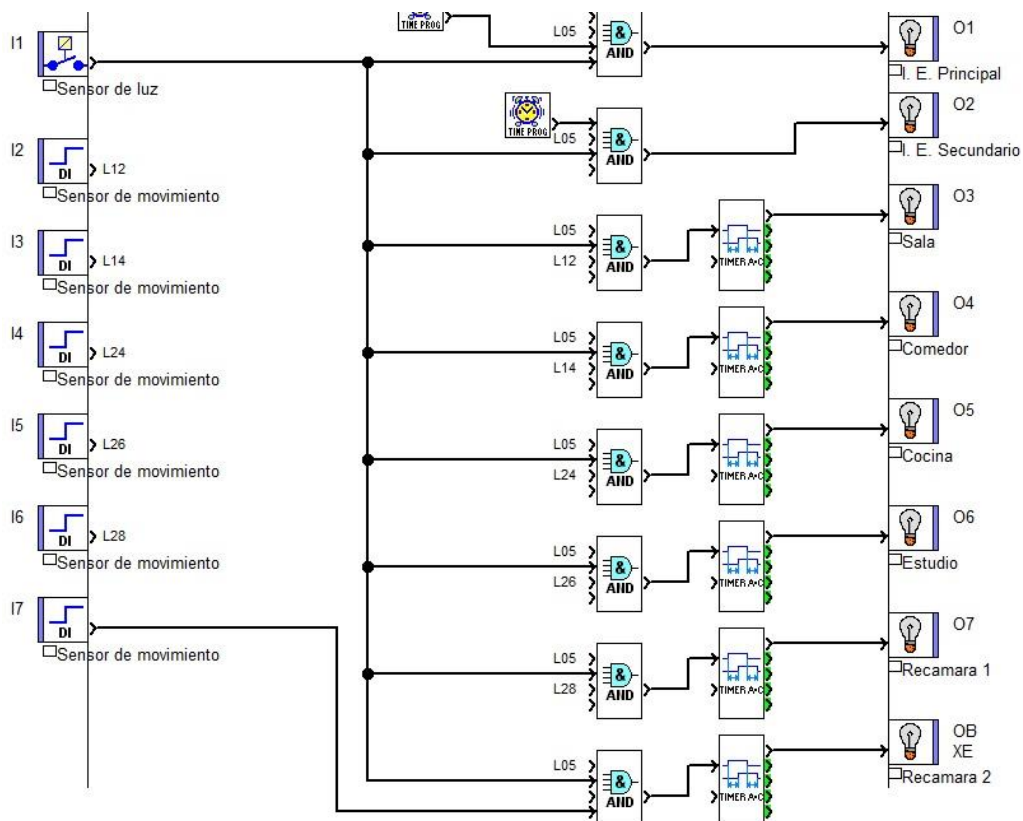 TIME PROG
I1
Sensor de luz
L05
&
AND
O1
I. E. Principal
I2
DI
L12
Sensor de movimiento
TIME PROG
L05
&
AND
O2
I. E. Secundario
I3
DI
L14
Sensor de movimiento
L05
L12
&
AND
TIMER A•C
O3
Sala
I4
DI
L24
Sensor de movimiento
L05
L14
&
AND
TIMER A•C
O4
Comedor
I5
DI
L26
Sensor de movimiento
L05
L24
&
AND
TIMER A•C
O5
Cocina
I6
DI
L28
Sensor de movimiento
L05
L26
&
AND
TIMER A•C
O6
Estudio
I7
DI
Sensor de movimiento
L05
L28
&
AND
TIMER A•C
O7
Recamara 1
L05
&
AND
TIMER A•C
OB
XE
Recamara 2